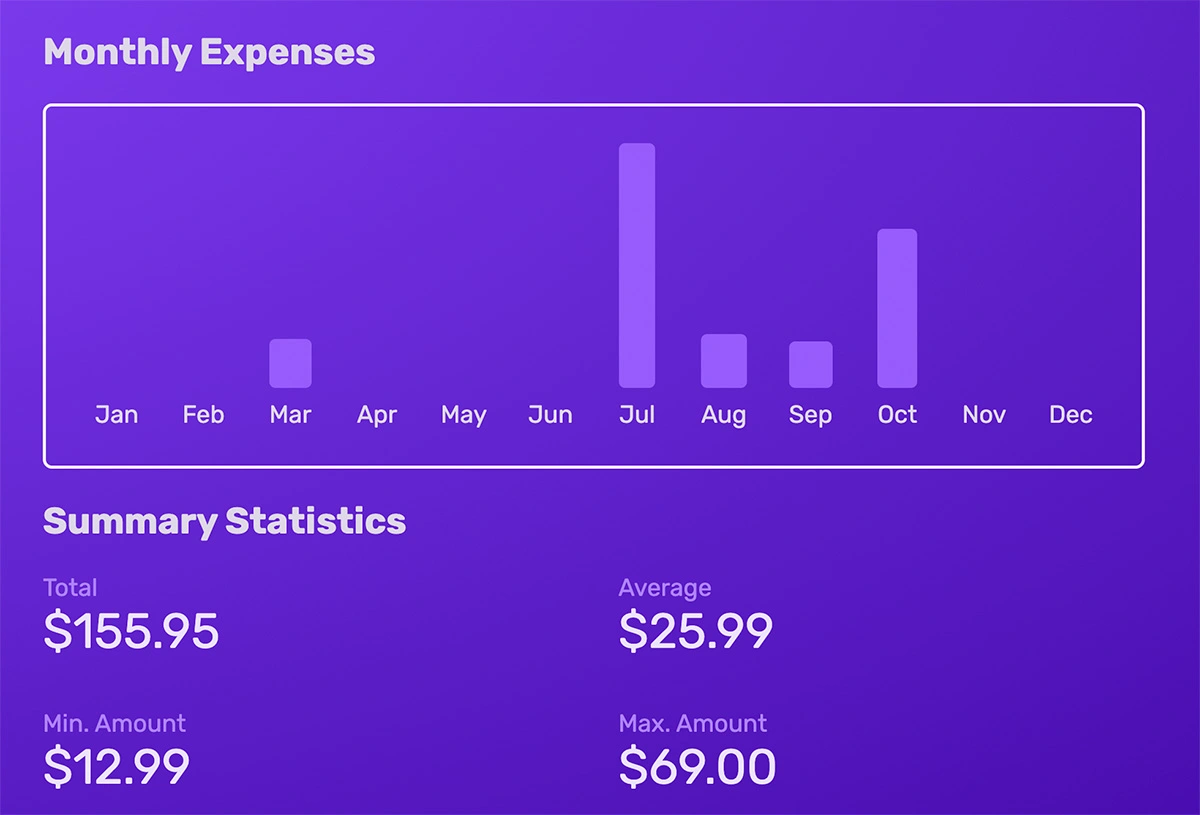 Monthly Expenses
Jan Feb Mar Apr May Jun Jul Aug Sep Oct Nov Dec
Summary Statistics
Total Average
$155.95 $25.99
Min. Amount Max. Amount
$12.99 $69.00